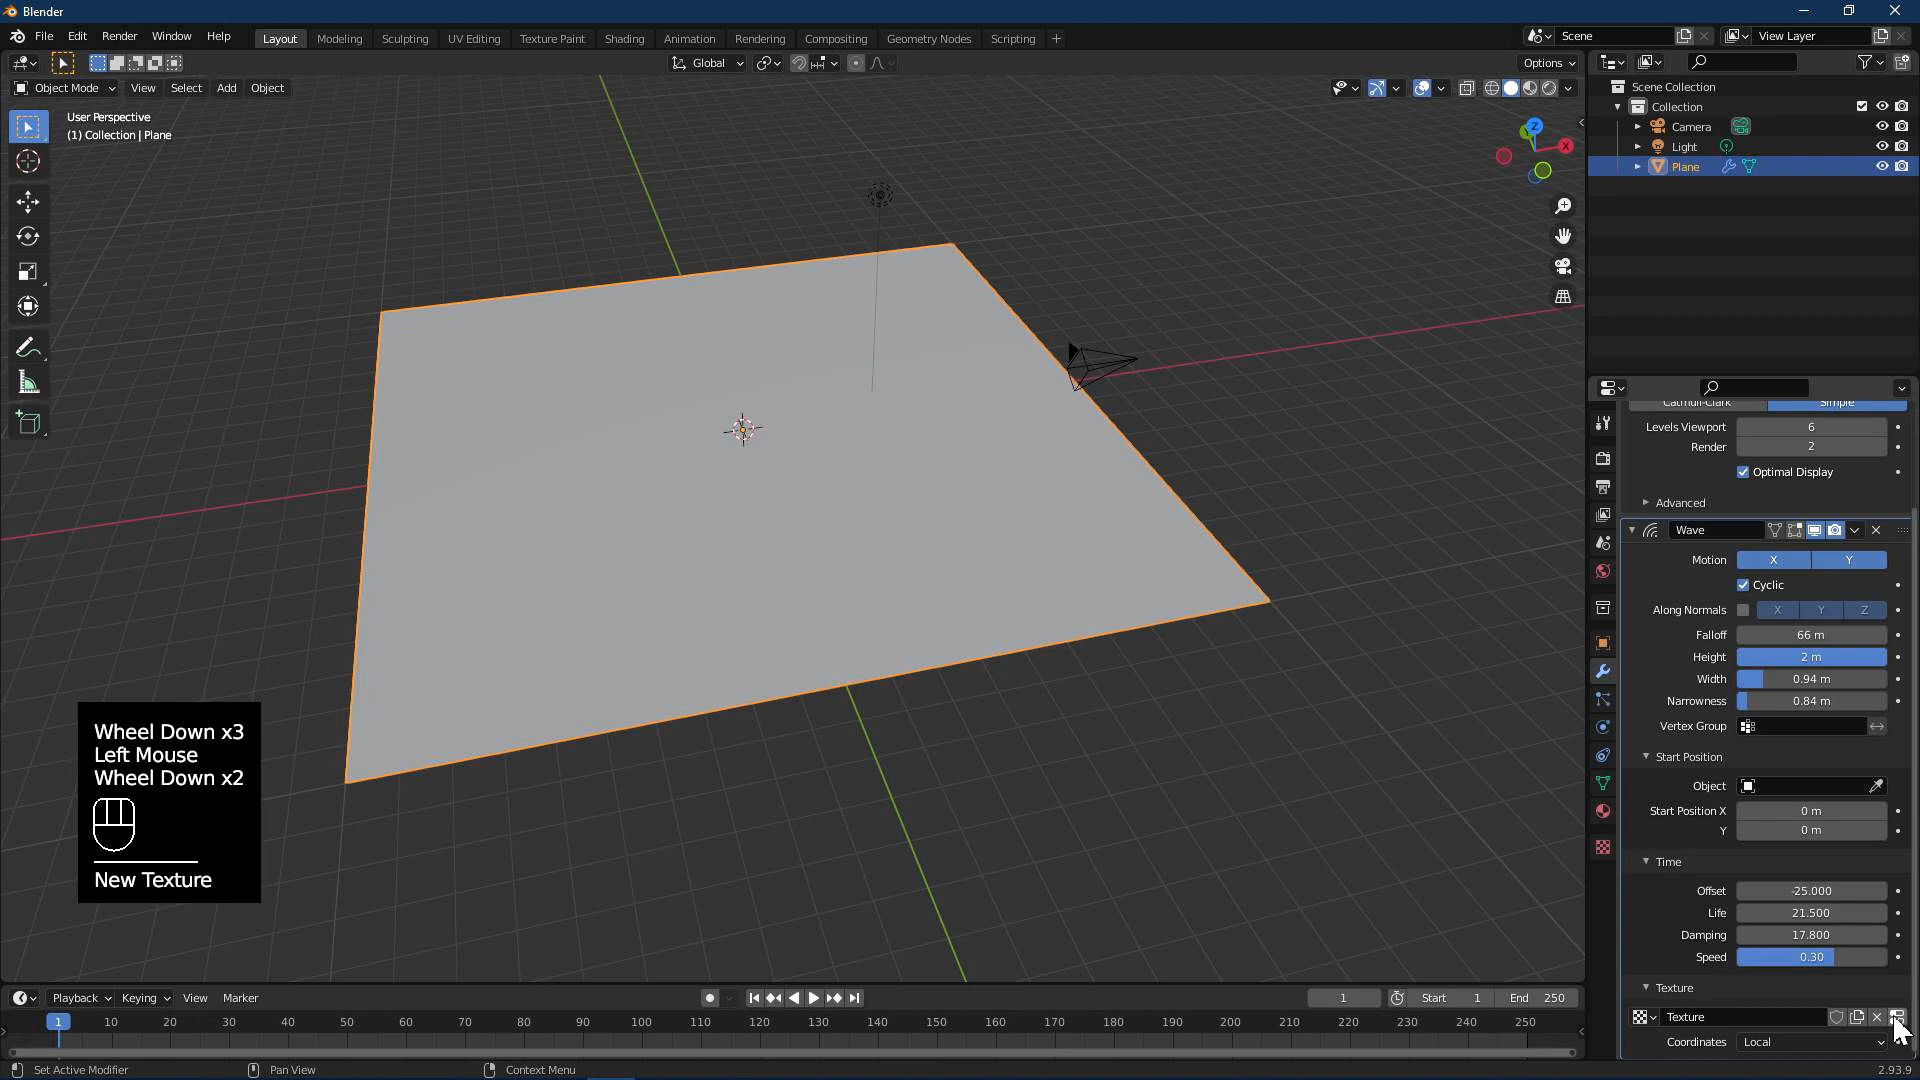 Blender
File Edit Render Window Help Layout Modeling Sculpting UV Editing Texture Paint Shading Animation Rendering Compositing Geometry Nodes Scripting Scene View Layer
Global Options
Object Mode View Select Add Object
User Perspective
(1) Collection | Plane
Z
X
Scene Collection
Collection
Camera
Light
Plane
Catmull-Clark Simple
Levels Viewport 6
Render 2
Optimal Display
Advanced
Wave
Motion X Y
Cyclic
Along Normals X Y Z
Falloff 66 m
Height 2 m
Width 0.94 m
Narrowness 0.84 m
Vertex Group
Start Position
Object
Start Position X 0 m
Y 0 m
Time
Offset -25.000
Life 21.500
Damping 17.800
Speed 0.30
Texture
Texture
Coordinates Local
Wheel Down x3
Left Mouse
Wheel Down x2
New Texture
Playback Keying View Marker 1 Start 1 End 250
1 10 20 30 40 50 60 70 80 90 100 110 120 130 140 150 160 170 180 190 200 210 220 230 240 250
Set Active Modifier Pan View Context Menu 2.93.9